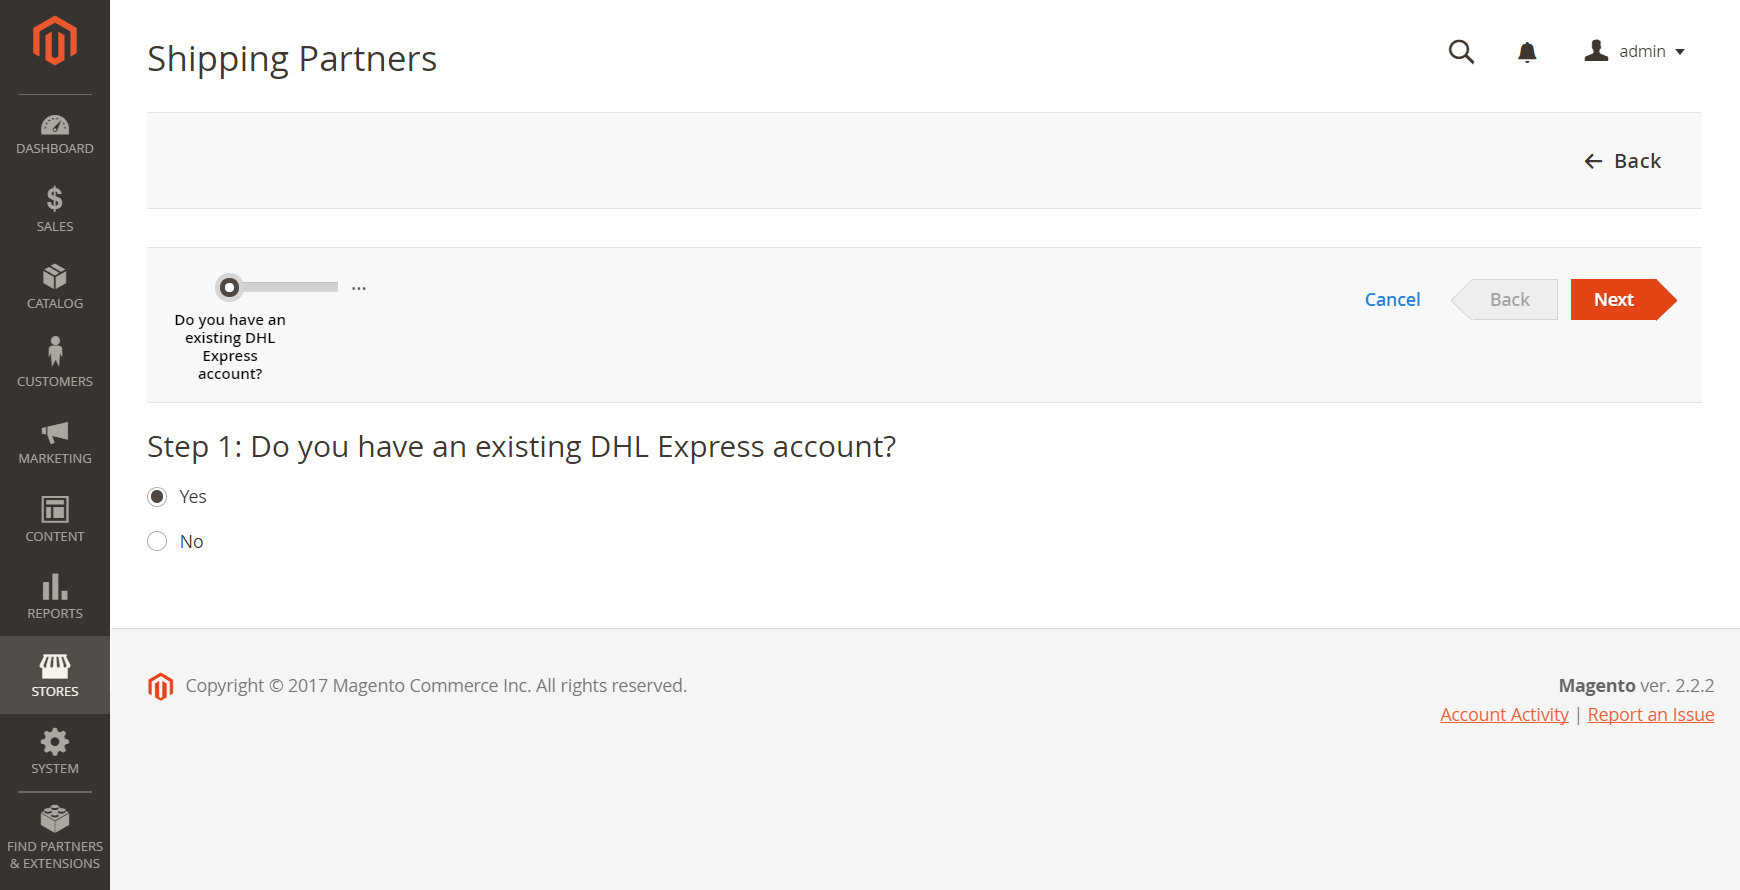 Shipping Partners
admin
DASHBOARD
SALES
CATALOG
CUSTOMERS
MARKETING
CONTENT
REPORTS
STORES
SYSTEM
FIND PARTNERS
& EXTENSIONS
Back
...
Do you have an
existing DHL
Express
account?
Cancel
Back
Next
Step 1: Do you have an existing DHL Express account?
Yes
No
Copyright © 2017 Magento Commerce Inc. All rights reserved.
Magento ver. 2.2.2
Account Activity | Report an Issue